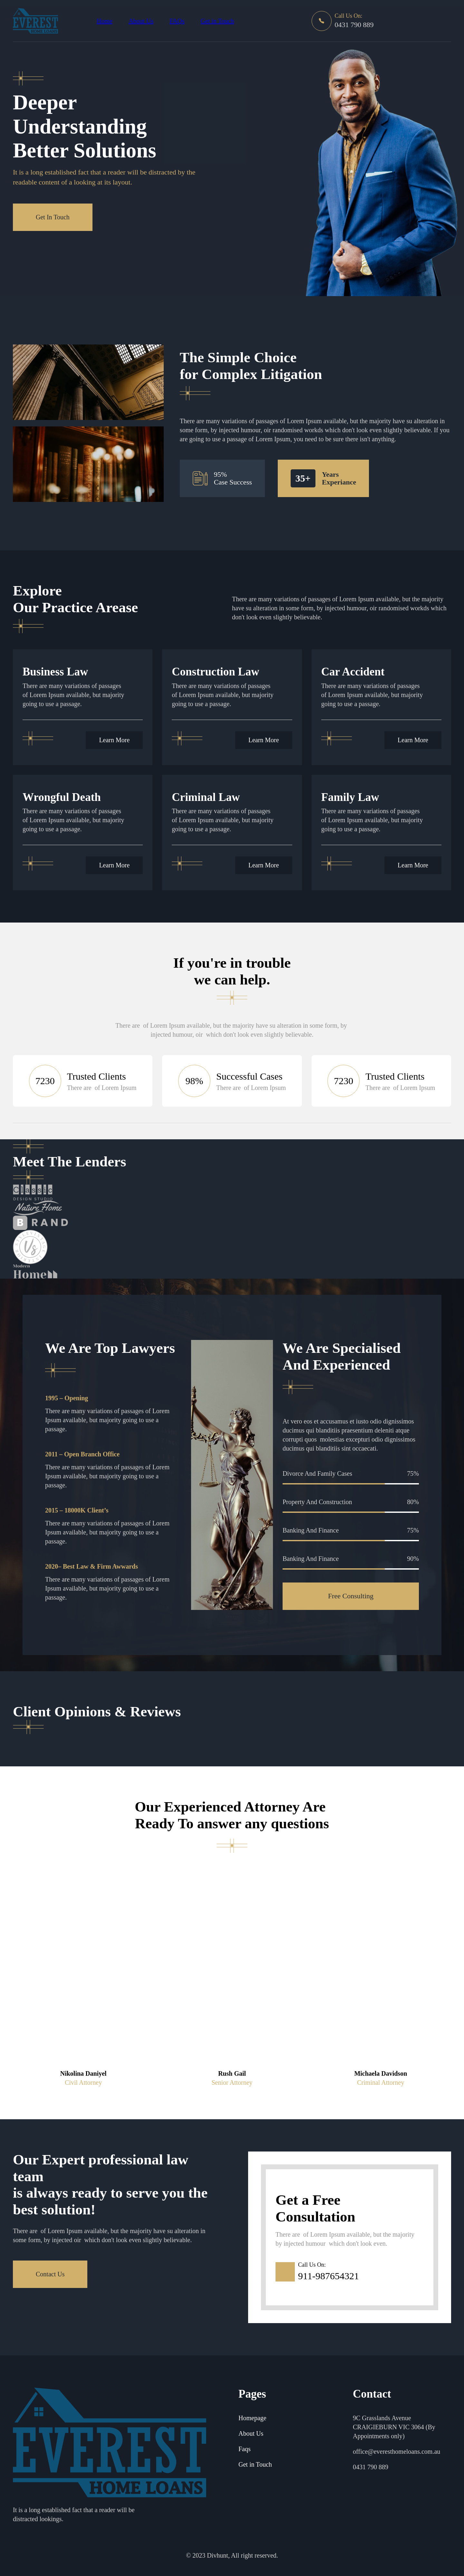 EVEREST
HOME LOANS
Call Us On:
0431 790 889
Deeper
Understanding
Better Solutions
It is a long established fact that a reader will be distracted by the
readable content of a looking at its layout.
Get In Touch
The Simple Choice
for Complex Litigation
There are many variations of passages of Lorem Ipsum available, but the majority have su alteration in
some form, by injected humour, oir randomised workds which don't look even slightly believable. If you
are going to use a passage of Lorem Ipsum, you need to be sure there isn't anything.
95%
Case Success
35+
Years
Experiance
Explore
Our Practice Arease
There are many variations of passages of Lorem Ipsum available, but the majority
have su alteration in some form, by injected humour, oir randomised workds which
don't look even slightly believable.
Business Law
There are many variations of passages
of Lorem Ipsum available, but majority
going to use a passage.
Learn More
Construction Law
There are many variations of passages
of Lorem Ipsum available, but majority
going to use a passage.
Learn More
Car Accident
There are many variations of passages
of Lorem Ipsum available, but majority
going to use a passage.
Learn More
Wrongful Death
There are many variations of passages
of Lorem Ipsum available, but majority
going to use a passage.
Learn More
Criminal Law
There are many variations of passages
of Lorem Ipsum available, but majority
going to use a passage.
Learn More
Family Law
There are many variations of passages
of Lorem Ipsum available, but majority
going to use a passage.
Learn More
If you're in trouble
we can help.
There are of Lorem Ipsum available, but the majority have su alteration in some form, by
injected humour, oir which don't look even slightly believable.
7230
Trusted Clients
There are of Lorem Ipsum
98%
Successful Cases
There are of Lorem Ipsum
7230
Trusted Clients
There are of Lorem Ipsum
Meet The Lenders
Classic
DESIGN STUDIO
Nature Home
B RAND
Vs
Modern
Home
We Are Top Lawyers
1995 – Opening
There are many variations of passages of Lorem
Ipsum available, but majority going to use a
passage.
2011 – Open Branch Office
There are many variations of passages of Lorem
Ipsum available, but majority going to use a
passage.
2015 – 18000K Client's
There are many variations of passages of Lorem
Ipsum available, but majority going to use a
passage.
2020– Best Law & Firm Awwards
There are many variations of passages of Lorem
Ipsum available, but majority going to use a
passage.
We Are Specialised
And Experienced
At vero eos et accusamus et iusto odio dignissimos
ducimus qui blanditiis praesentium deleniti atque
corrupti quos molestias excepturi odio dignissimos
ducimus qui blanditiis sint occaecati.
Divorce And Family Cases 75%
Property And Construction 80%
Banking And Finance 75%
Banking And Finance 90%
Free Consulting
Client Opinions & Reviews
Our Experienced Attorney Are
Ready To answer any questions
Nikolina Daniyel
Civil Attorney
Rush Gail
Senior Attorney
Michaela Davidson
Criminal Attorney
Our Expert professional law
team
is always ready to serve you the
best solution!
There are of Lorem Ipsum available, but the majority have su alteration in
some form, by injected oir which don't look even slightly believable.
Contact Us
Get a Free
Consultation
There are of Lorem Ipsum available, but the majority
by injected humour which don't look even.
Call Us On:
911-987654321
EVEREST
HOME LOANS
It is a long established fact that a reader will be
distracted lookings.
Pages
Homepage
About Us
Faqs
Get in Touch
Contact
9C Grasslands Avenue
CRAIGIEBURN VIC 3064 (By
Appointments only)
office@everesthomeloans.com.au
0431 790 889
© 2023 Divhunt, All right reserved.